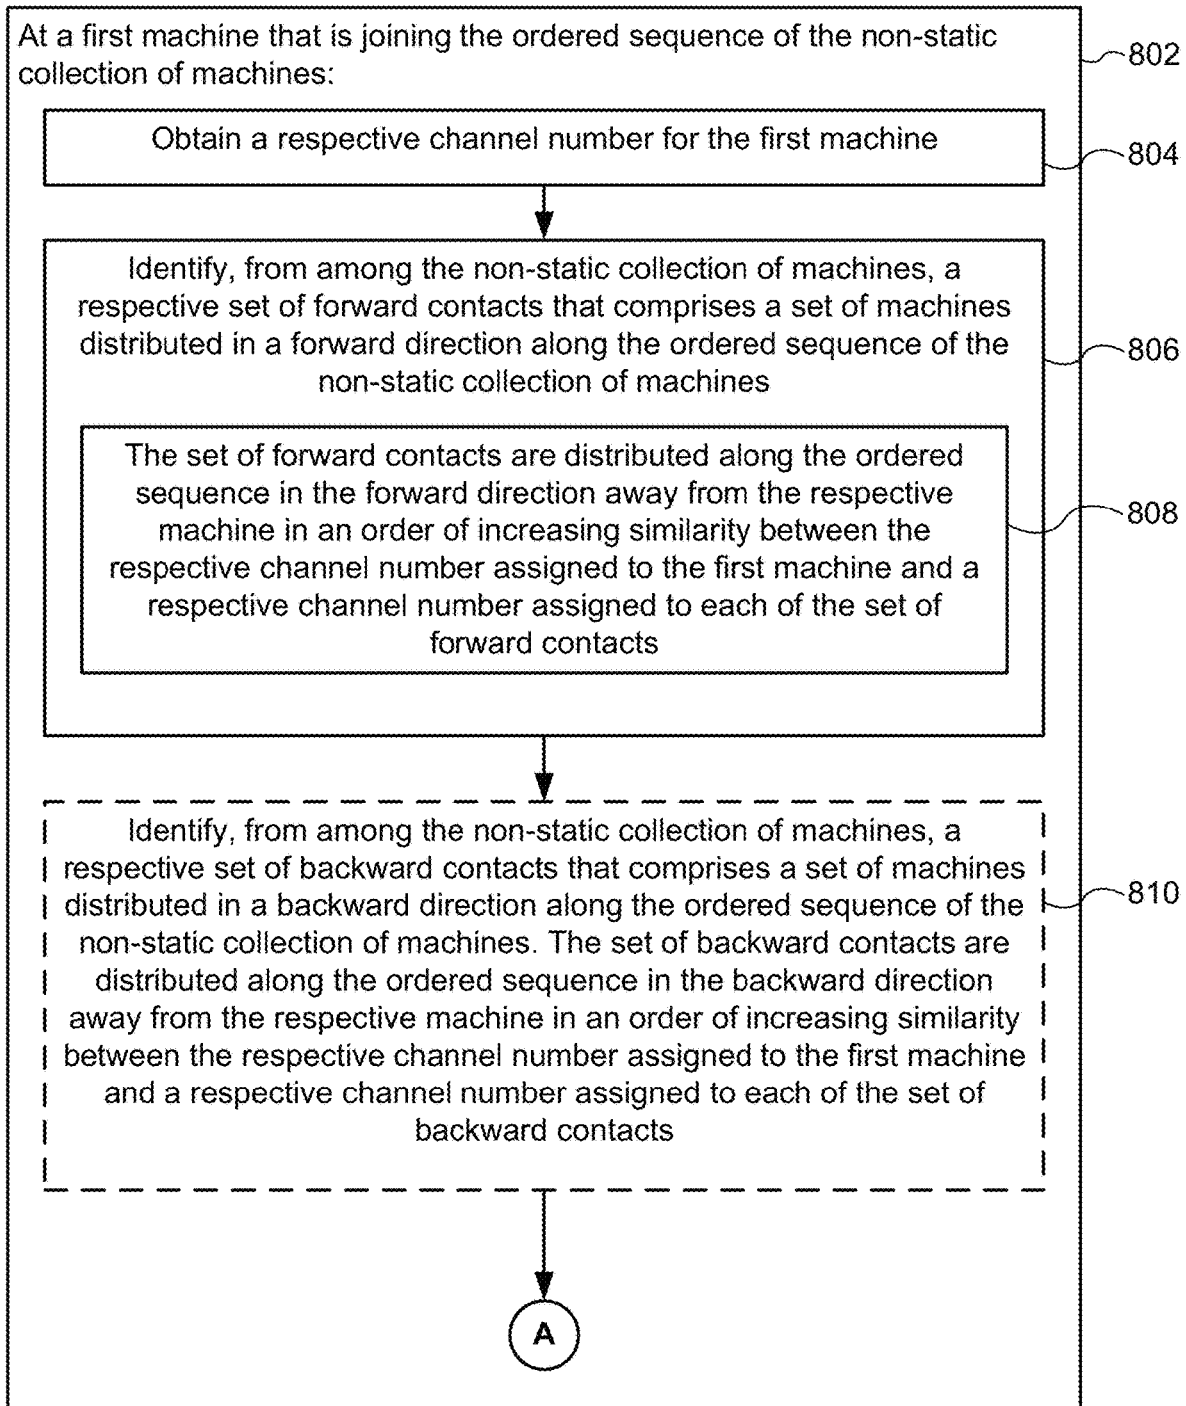 At a first machine that is joining the ordered sequence of the non-static
collection of machines:
802
Obtain a respective channel number for the first machine
804
Identify, from among the non-static collection of machines, a
respective set of forward contacts that comprises a set of machines
distributed in a forward direction along the ordered sequence of the
non-static collection of machines
806
The set of forward contacts are distributed along the ordered
sequence in the forward direction away from the respective
machine in an order of increasing similarity between the
respective channel number assigned to the first machine and a
respective channel number assigned to each of the set of
forward contacts
808
Identify, from among the non-static collection of machines, a
respective set of backward contacts that comprises a set of machines
distributed in a backward direction along the ordered sequence of the
non-static collection of machines. The set of backward contacts are
distributed along the ordered sequence in the backward direction
away from the respective machine in an order of increasing similarity
between the respective channel number assigned to the first machine
and a respective channel number assigned to each of the set of
backward contacts
810
A